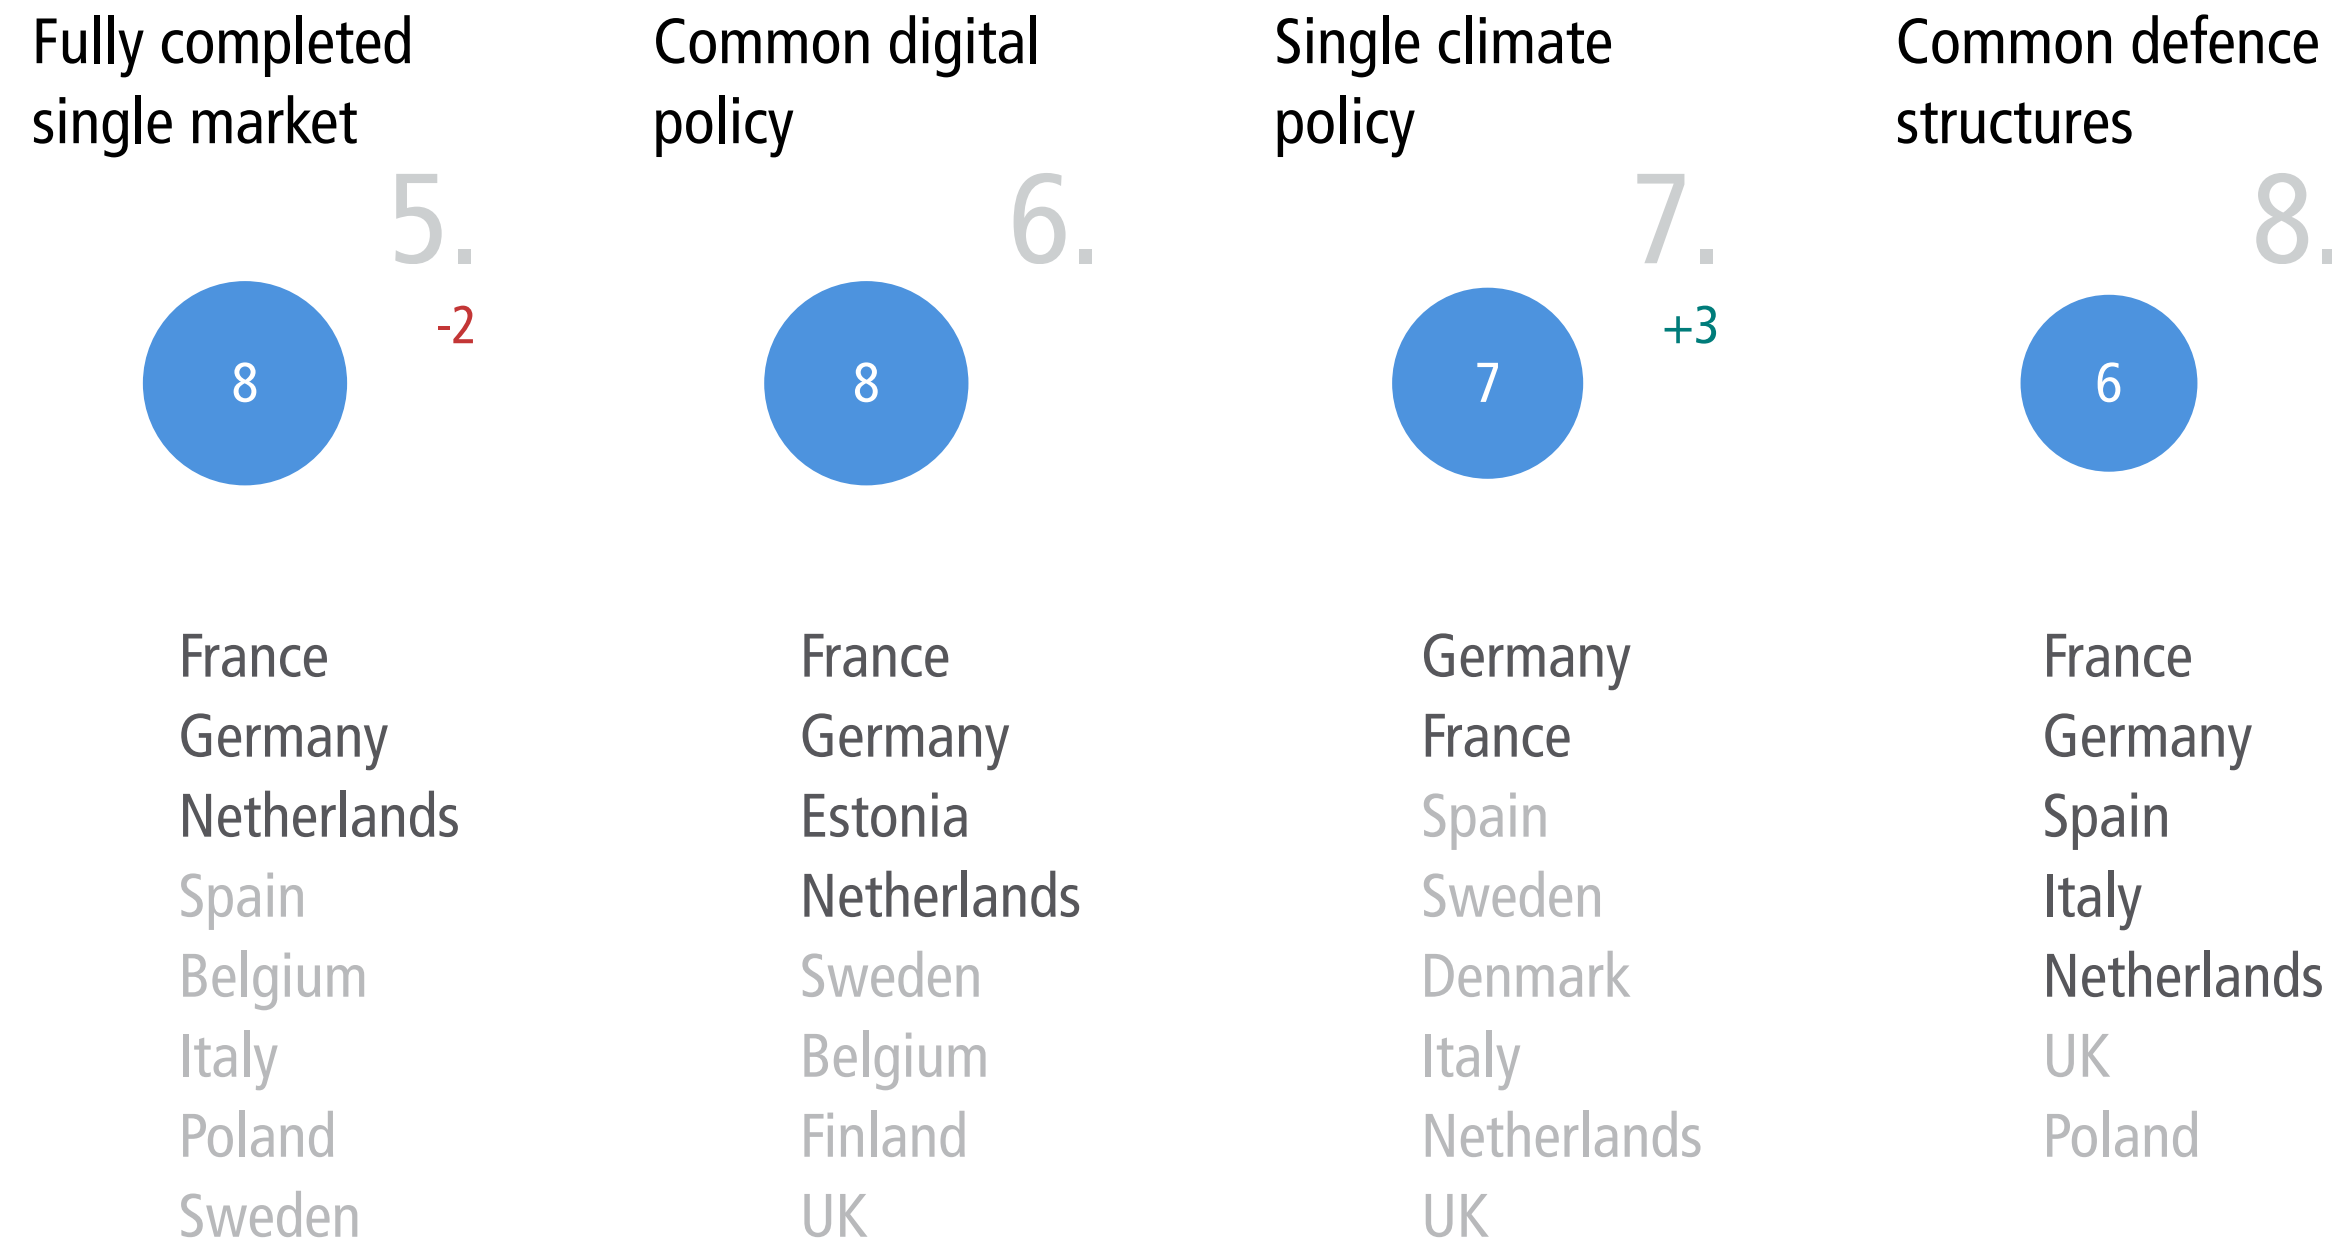 Fully completed
single market
5.
-2
8
France
Germany
Netherlands
Spain
Belgium
Italy
Poland
Sweden
Common digital
policy
6.
8
France
Germany
Estonia
Netherlands
Sweden
Belgium
Finland
UK
Single climate
policy
7.
+3
7
Germany
France
Spain
Sweden
Denmark
Italy
Netherlands
UK
Common defence
structures
8.
6
France
Germany
Spain
Italy
Netherlands
UK
Poland